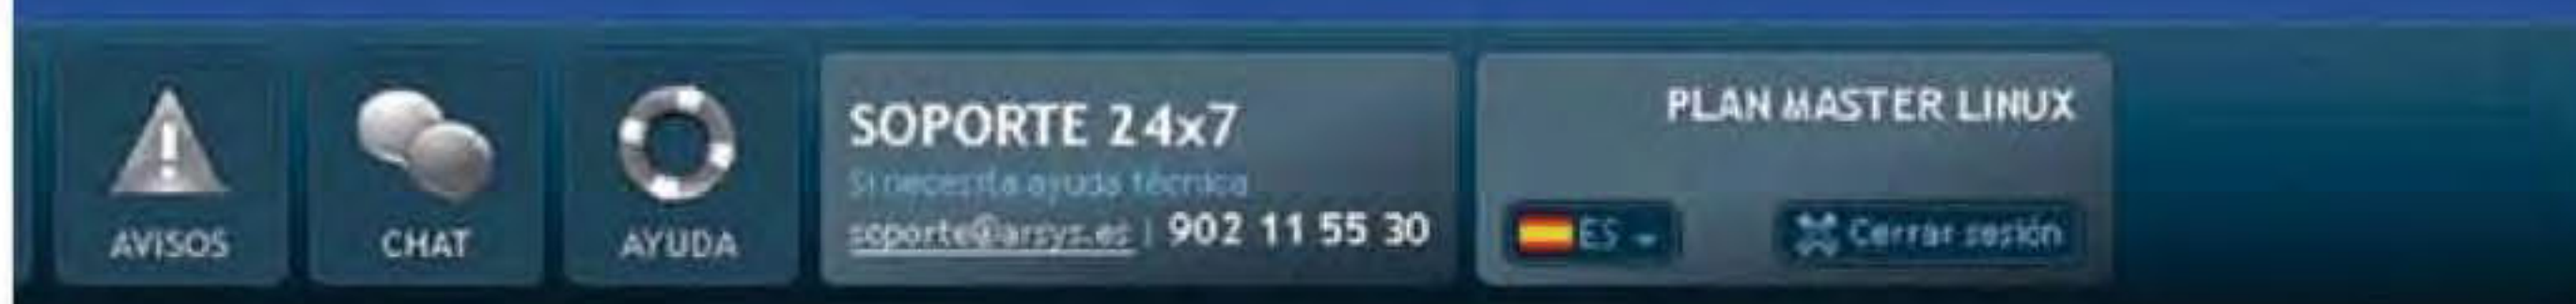 AVISOS
CHAT
AYUDA
SOPORTE 24x7
Si necesita ayuda técnica
soporte@arsys.es | 902 11 55 30
PLAN MASTER LINUX
ES
Cerrar sesión